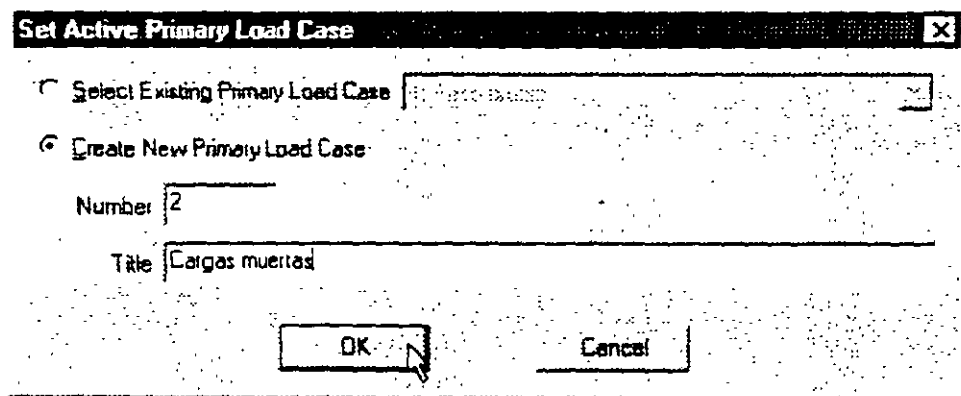 Set Active Primary Load Case
Select Existing Primary Load Case
Create New Primary Load Case
Number 2
Title Cargas muertas
OK Cancel